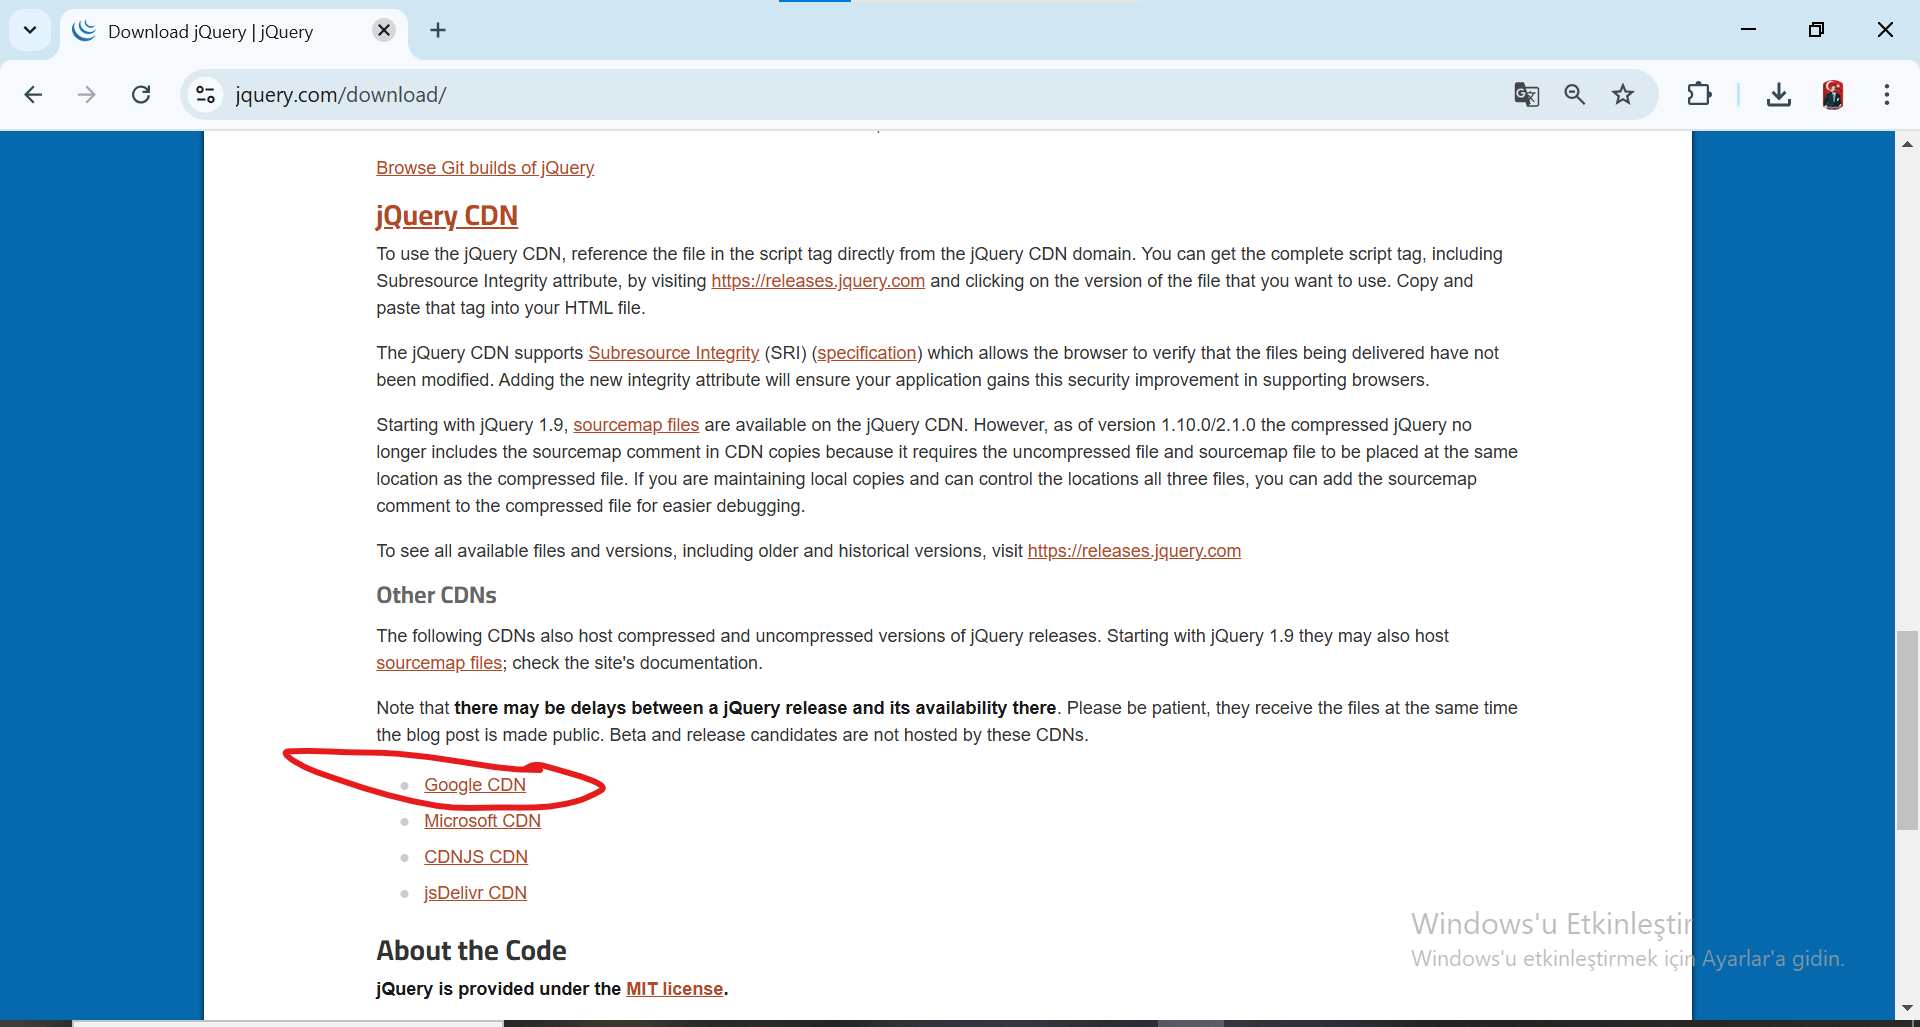 Download jQuery | jQuery
jquery.com/download/
Browse Git builds of jQuery
jQuery CDN
To use the jQuery CDN, reference the file in the script tag directly from the jQuery CDN domain. You can get the complete script tag, including
Subresource Integrity attribute, by visiting https://releases.jquery.com and clicking on the version of the file that you want to use. Copy and
paste that tag into your HTML file.
The jQuery CDN supports Subresource Integrity (SRI) (specification) which allows the browser to verify that the files being delivered have not
been modified. Adding the new integrity attribute will ensure your application gains this security improvement in supporting browsers.
Starting with jQuery 1.9, sourcemap files are available on the jQuery CDN. However, as of version 1.10.0/2.1.0 the compressed jQuery no
longer includes the sourcemap comment in CDN copies because it requires the uncompressed file and sourcemap file to be placed at the same
location as the compressed file. If you are maintaining local copies and can control the locations all three files, you can add the sourcemap
comment to the compressed file for easier debugging.
To see all available files and versions, including older and historical versions, visit https://releases.jquery.com
Other CDNs
The following CDNs also host compressed and uncompressed versions of jQuery releases. Starting with jQuery 1.9 they may also host
sourcemap files; check the site's documentation.
Note that there may be delays between a jQuery release and its availability there. Please be patient, they receive the files at the same time
the blog post is made public. Beta and release candidates are not hosted by these CDNs.
Google CDN
Microsoft CDN
CDNJS CDN
jsDelivr CDN
About the Code
jQuery is provided under the MIT license.
Windows'u Etkinleştir
Windows'u etkinleştirmek için Ayarlar'a gidin.